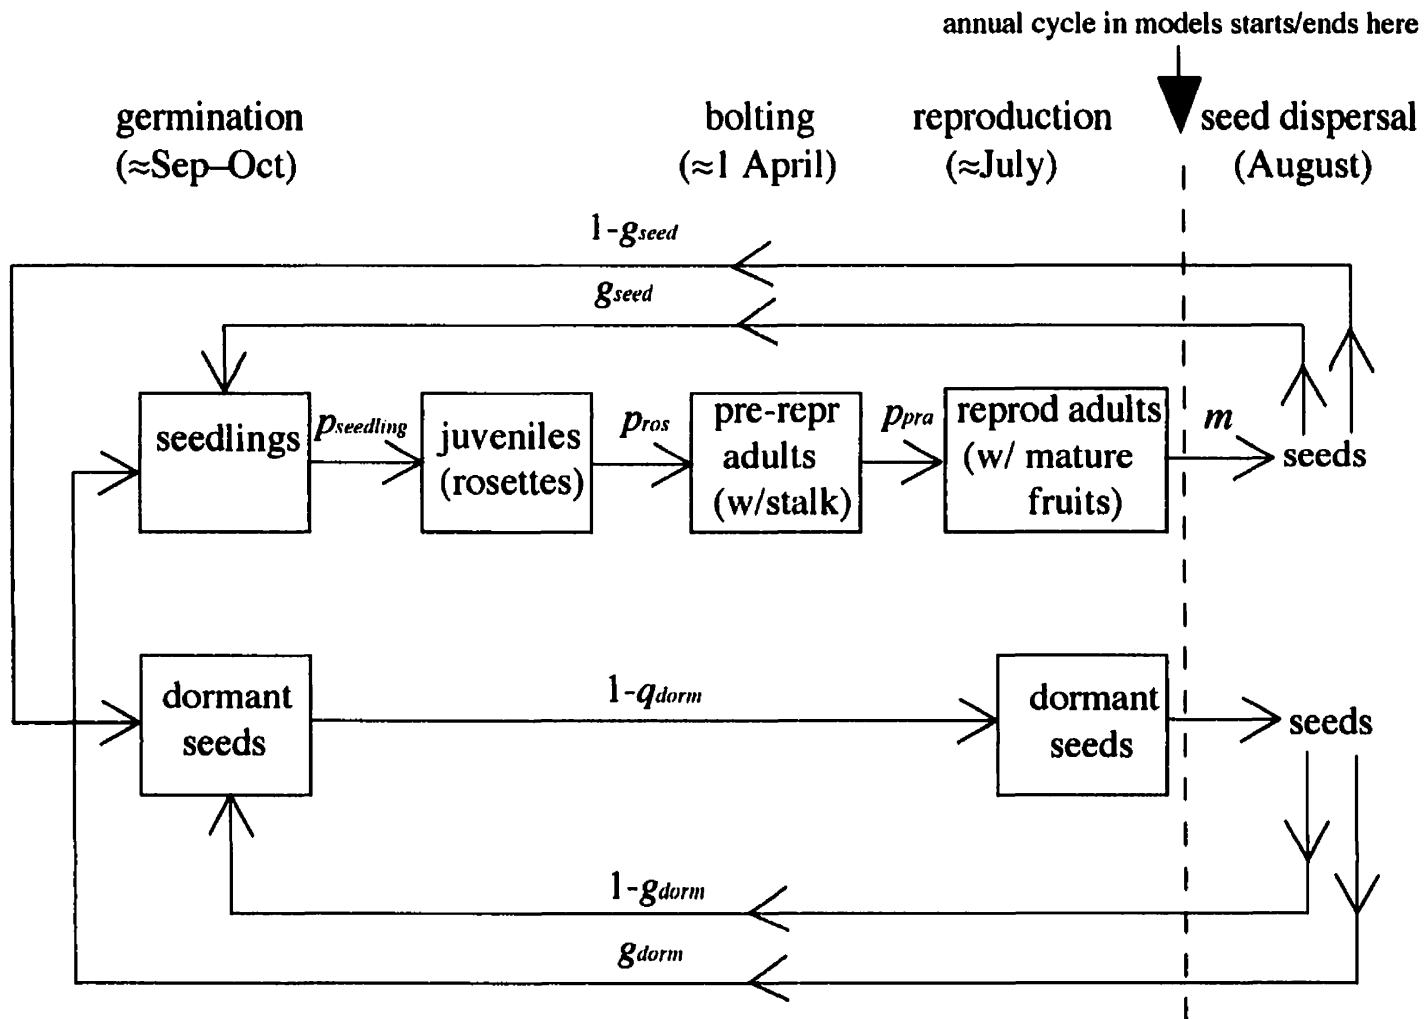 annual cycle in models starts/ends here
germination
(≈Sep–Oct)
bolting
(≈1 April)
reproduction
(≈July)
seed dispersal
(August)
1-gseed
gseed
seedlings
pseedling
juveniles
(rosettes)
pros
pre-repr
adults
(w/stalk)
ppra
reprod adults
(w/ mature
fruits)
m
seeds
dormant
seeds
1-qdorm
dormant
seeds
seeds
1-gdorm
gdorm